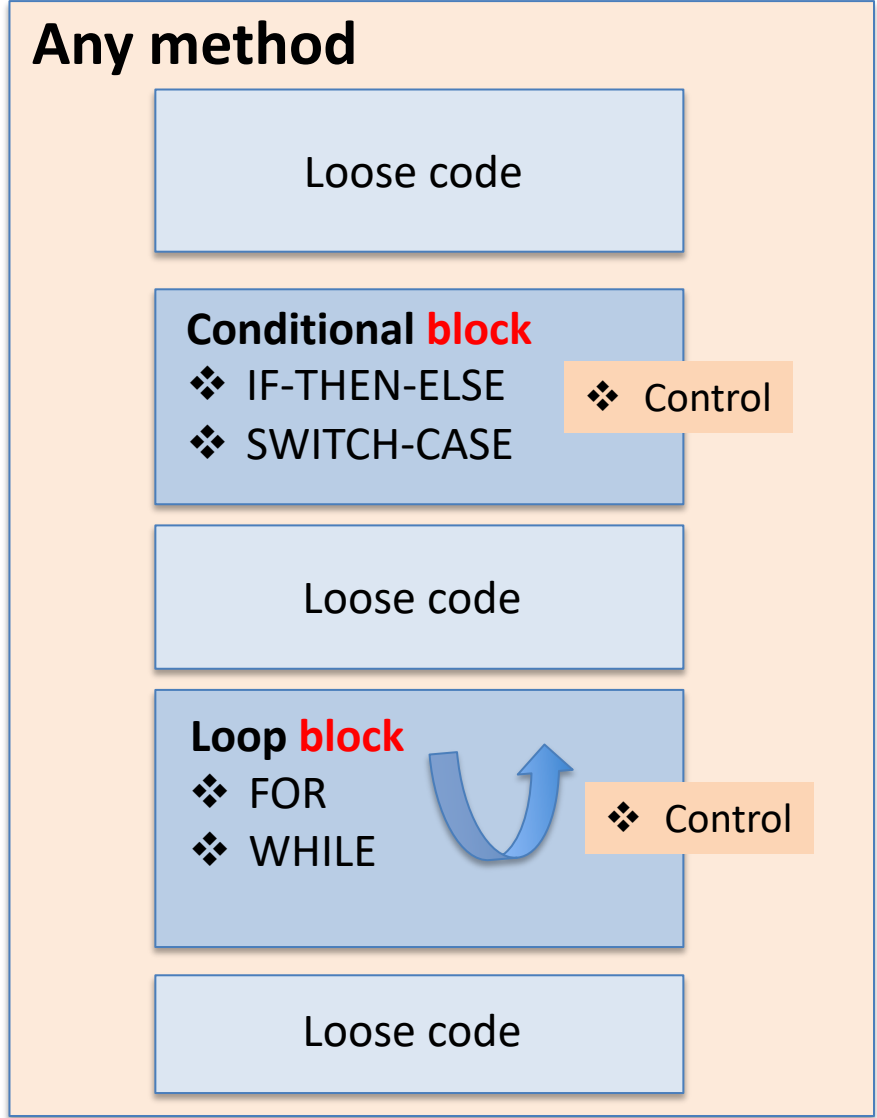 Any method
Loose code
Conditional block
❖ IF-THEN-ELSE
❖ SWITCH-CASE
❖ Control
Loose code
Loop block
❖ FOR
❖ WHILE
❖ Control
Loose code